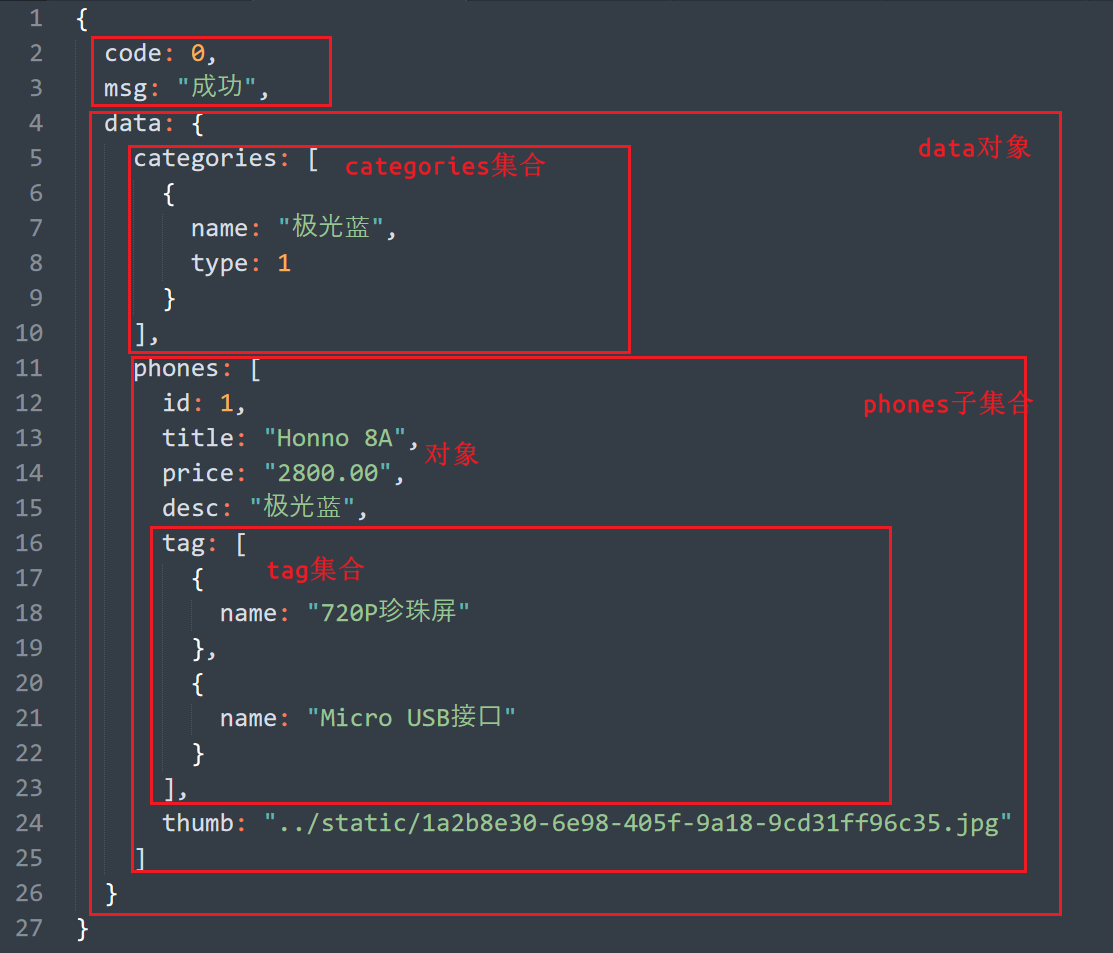 1 {
2 code: 0,
3 msg: "成功",
4 data: {
data对象
5 categories: [ categories集合
6 {
7 name: "极光蓝",
8 type: 1
9 }
10 ],
11 phones: [
12 id: 1,
phones子集合
13 title: "Honno 8A", 对象
14 price: "2800.00",
15 desc: "极光蓝",
16 tag: [
tag集合
17 {
18 name: "720P珍珠屏"
19 },
20 {
21 name: "Micro USB接口"
22 }
23 ],
24 thumb: "../static/1a2b8e30-6e98-405f-9a18-9cd31ff96c35.jpg"
25 ]
26 }
27 }